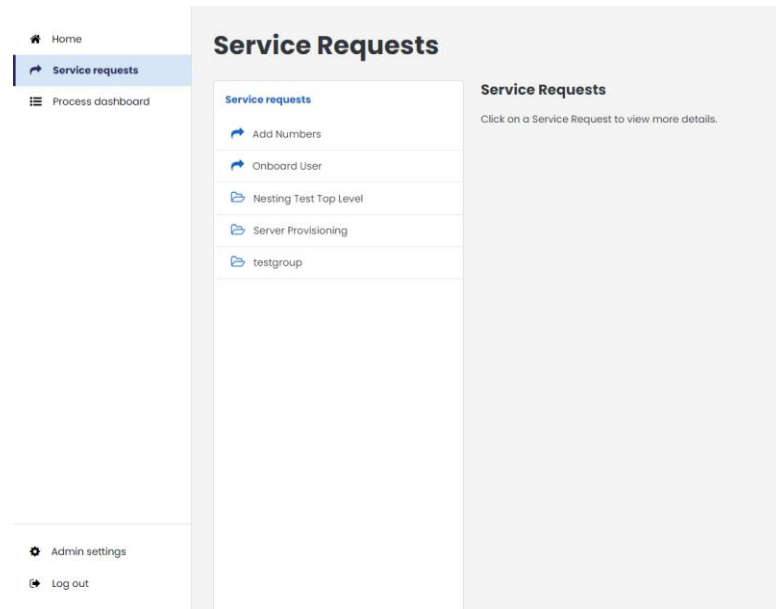 Home
Service requests
Process dashboard
Admin settings
Log out
Service Requests
Service requests
Add Numbers
Onboard User
Nesting Test Top Level
Server Provisioning
testgroup
Service Requests
Click on a Service Request to view more details.